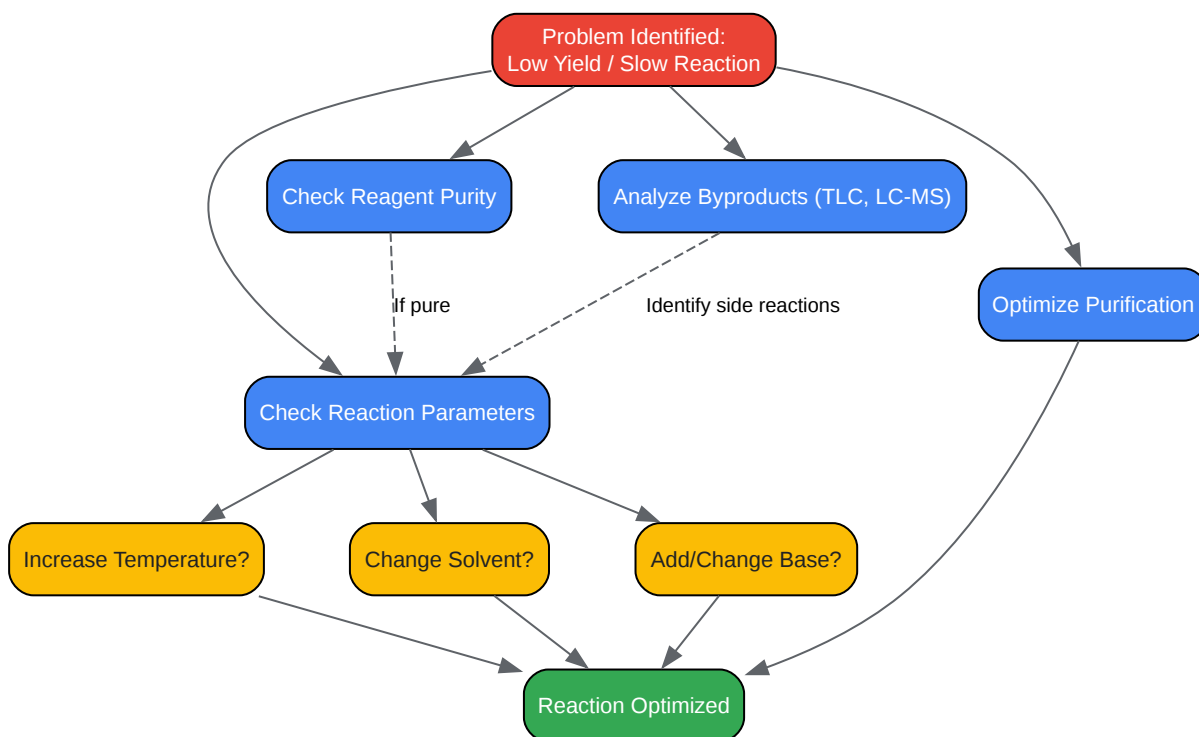 Problem Identified:
Low Yield / Slow Reaction
Check Reagent Purity
Analyze Byproducts (TLC, LC-MS)
Optimize Purification
If pure
Identify side reactions
Check Reaction Parameters
Increase Temperature?
Change Solvent?
Add/Change Base?
Reaction Optimized